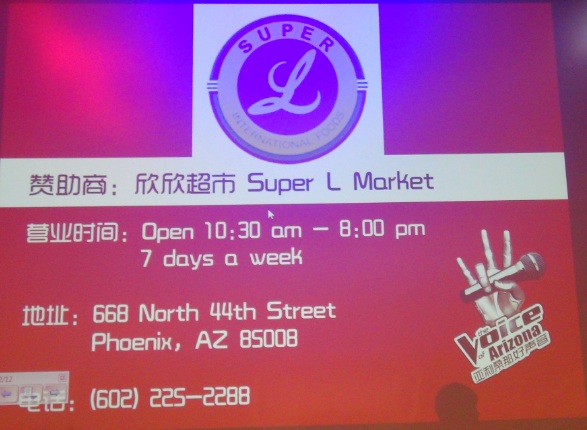 SUPER
L
INTERNATIONAL FOODS
赞助商：欣欣超市 Super L Market
营业时间：Open 10:30 am - 8:00 pm
7 days a week
地址：668 North 44th Street
Phoenix, AZ 85008
the
Voice
of Arizona
亚利桑那好声音
电话：(602) 225-2288